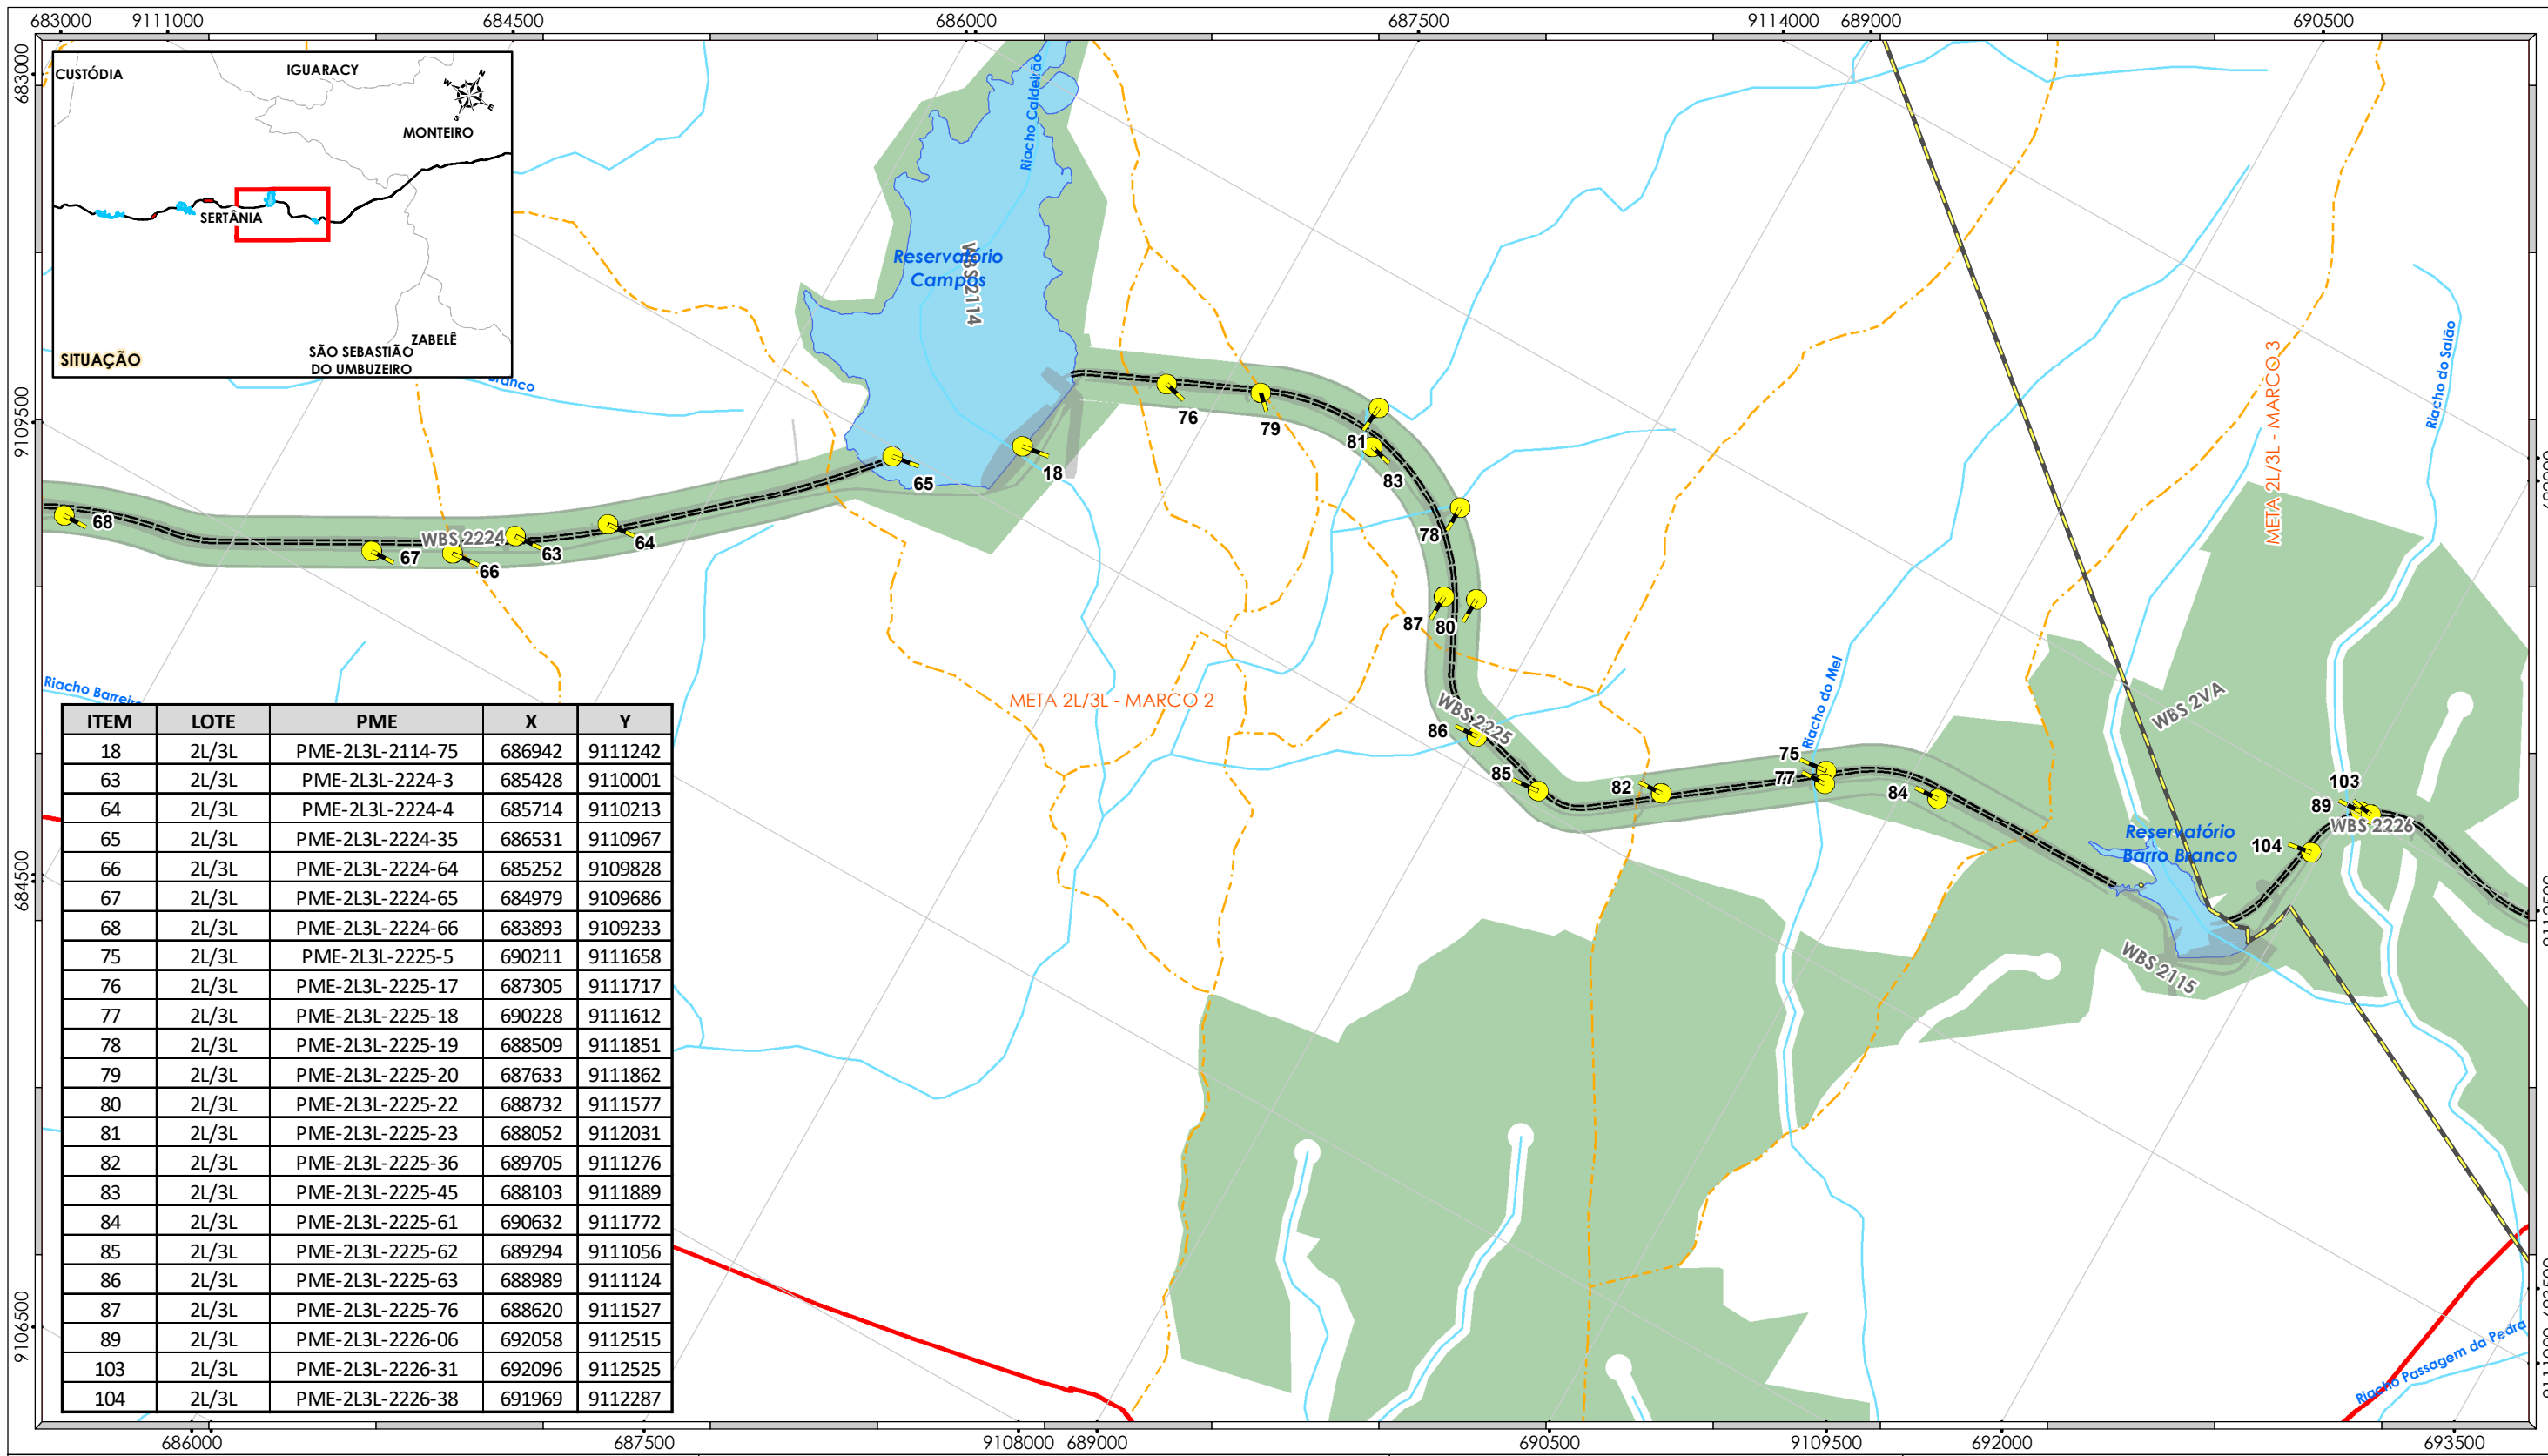 683000 9111000 684500 686000 687500 9114000 689000 690500
683000
9109500
684500
9106500
CUSTÓDIA
IGUARACY
MONTEIRO
N
W
E
S
SERTÂNIA
ZABELÊ
SÃO SEBASTIÃO
DO UMBUZEIRO
SITUAÇÃO
Riacho Caldeirão
Reservatório
Campos
WBS 2114
Branco
76
79
81
83
18
65
68
67
WBS 2224
66
63
64
78
87
80
META 2L/3L - MARCO 2
META 2L/3L - MARCO 3
Riacho do Salão
Riacho do Mel
WBS 2225
86
85
82
75
77
84
WBS 2VA
103
89
WBS 2226
104
Reservatório
Barro Branco
WBS 2115
Riacho Passagem da Pedra
Riacho Barreir
ITEM LOTE PME X Y
18 2L/3L PME-2L3L-2114-75 686942 9111242
63 2L/3L PME-2L3L-2224-3 685428 9110001
64 2L/3L PME-2L3L-2224-4 685714 9110213
65 2L/3L PME-2L3L-2224-35 686531 9110967
66 2L/3L PME-2L3L-2224-64 685252 9109828
67 2L/3L PME-2L3L-2224-65 684979 9109686
68 2L/3L PME-2L3L-2224-66 683893 9109233
75 2L/3L PME-2L3L-2225-5 690211 9111658
76 2L/3L PME-2L3L-2225-17 687305 9111717
77 2L/3L PME-2L3L-2225-18 690228 9111612
78 2L/3L PME-2L3L-2225-19 688509 9111851
79 2L/3L PME-2L3L-2225-20 687633 9111862
80 2L/3L PME-2L3L-2225-22 688732 9111577
81 2L/3L PME-2L3L-2225-23 688052 9112031
82 2L/3L PME-2L3L-2225-36 689705 9111276
83 2L/3L PME-2L3L-2225-45 688103 9111889
84 2L/3L PME-2L3L-2225-61 690632 9111772
85 2L/3L PME-2L3L-2225-62 689294 9111056
86 2L/3L PME-2L3L-2225-63 688989 9111124
87 2L/3L PME-2L3L-2225-76 688620 9111527
89 2L/3L PME-2L3L-2226-06 692058 9112515
103 2L/3L PME-2L3L-2226-31 692096 9112525
104 2L/3L PME-2L3L-2226-38 691969 9112287
686000 687500 9108000 689000 690500 9109500 692000 693500